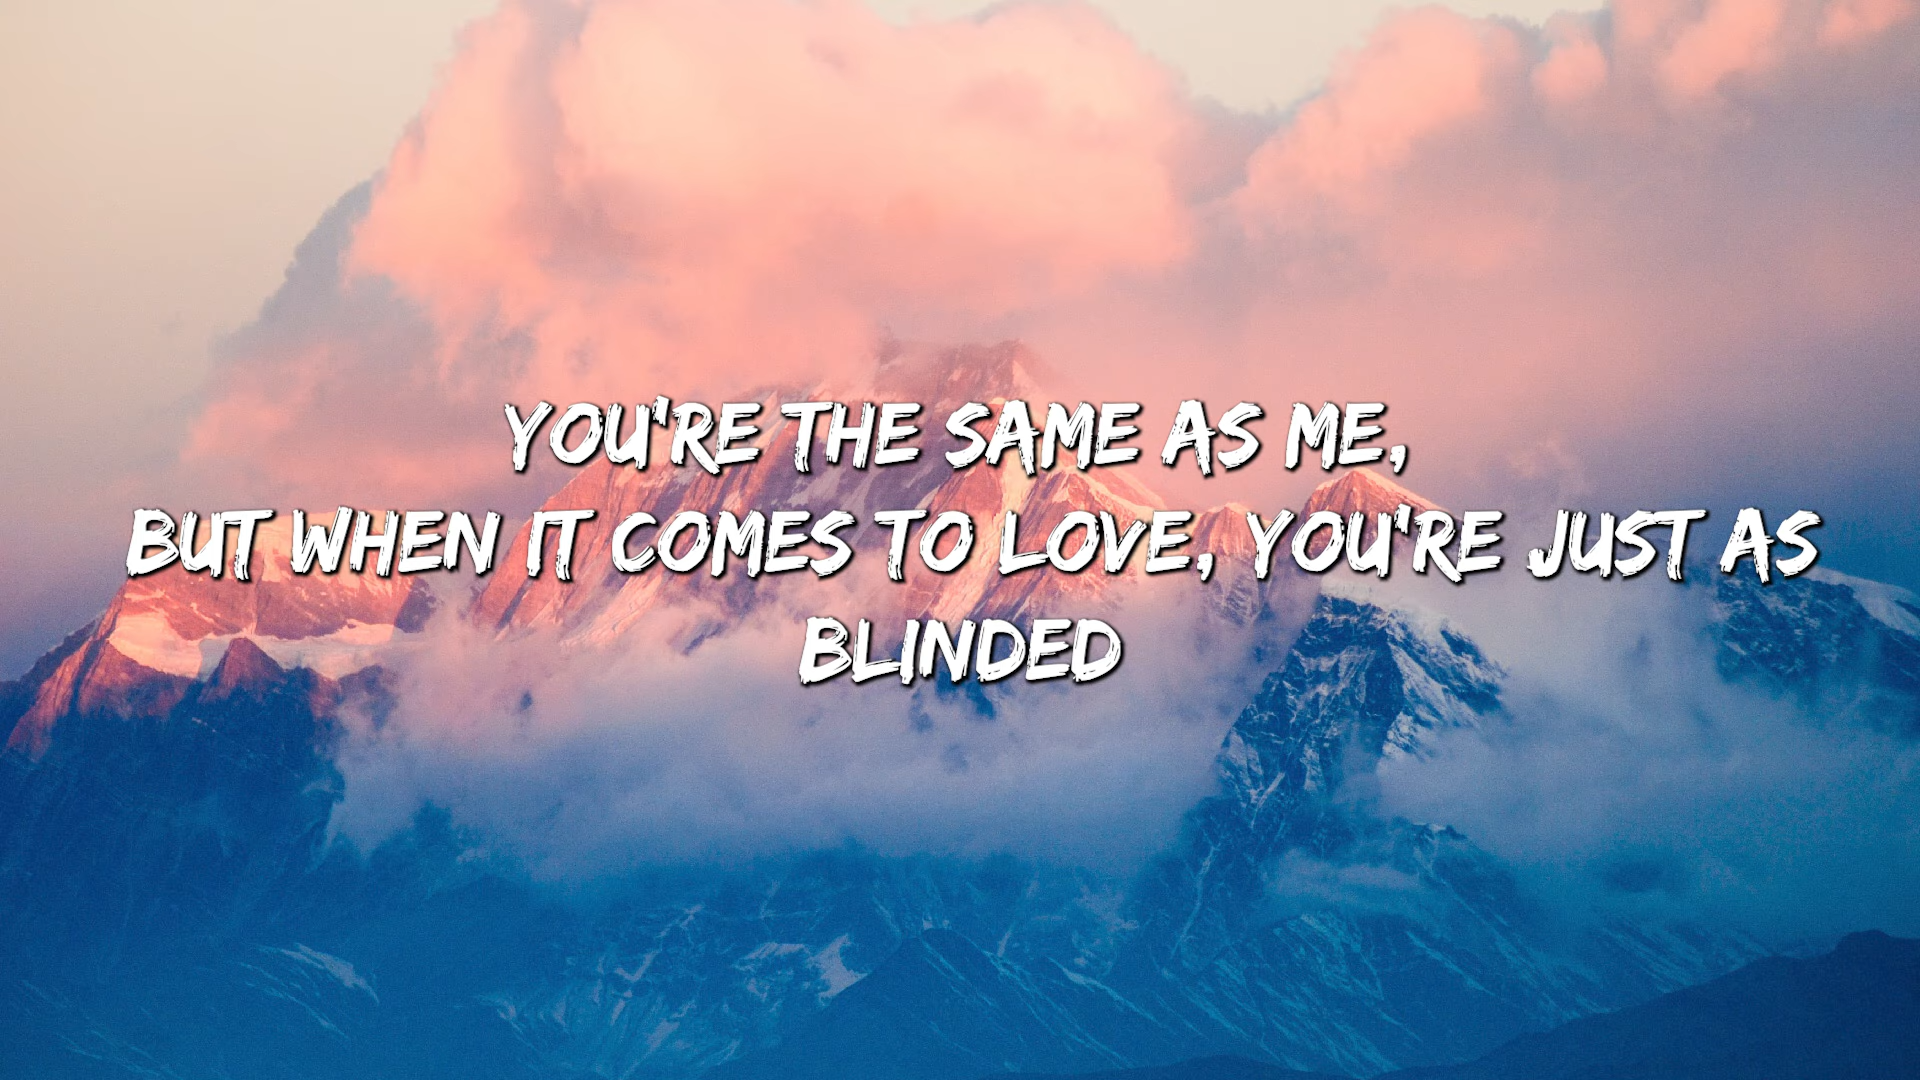 YOU'RE THE SAME AS ME,
BUT WHEN IT COMES TO LOVE, YOU'RE JUST AS
BLINDED